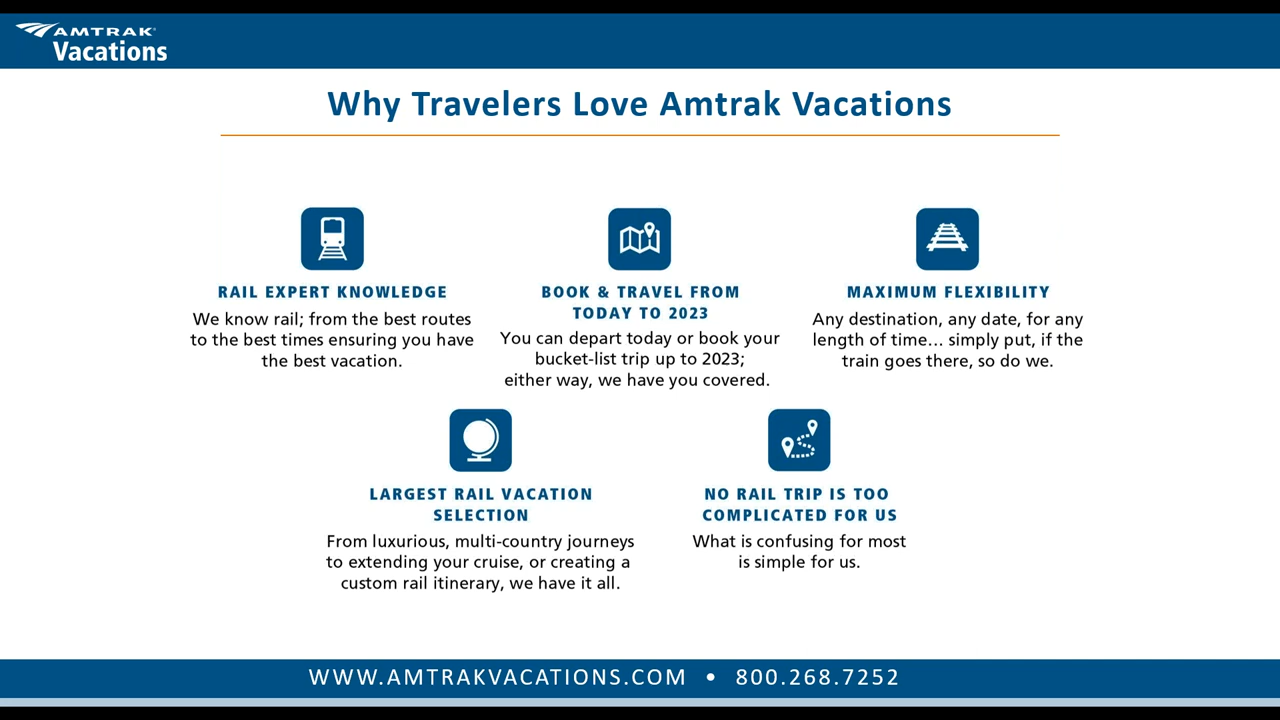 AMTRAK®
Vacations
Why Travelers Love Amtrak Vacations
RAIL EXPERT KNOWLEDGE
We know rail; from the best routes
to the best times ensuring you have
the best vacation.
BOOK & TRAVEL FROM
TODAY TO 2023
You can depart today or book your
bucket-list trip up to 2023;
either way, we have you covered.
MAXIMUM FLEXIBILITY
Any destination, any date, for any
length of time... simply put, if the
train goes there, so do we.
LARGEST RAIL VACATION
SELECTION
From luxurious, multi-country journeys
to extending your cruise, or creating a
custom rail itinerary, we have it all.
NO RAIL TRIP IS TOO
COMPLICATED FOR US
What is confusing for most
is simple for us.
WWW.AMTRAKVACATIONS.COM • 800.268.7252